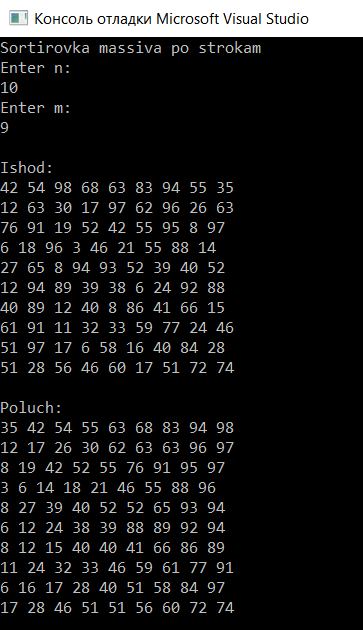 Консоль отладки Microsoft Visual Studio
Sortirovka massiva po strokam
Enter n:
10
Enter m:
9
Ishod:
42 54 98 68 63 83 94 55 35
12 63 30 17 97 62 96 26 63
76 91 19 52 42 55 95 8 97
6 18 96 3 46 21 55 88 14
27 65 8 94 93 52 39 40 52
12 94 89 39 38 6 24 92 88
40 89 12 40 8 86 41 66 15
61 91 11 32 33 59 77 24 46
51 97 17 6 58 16 40 84 28
51 28 56 46 60 17 51 72 74
Poluch:
35 42 54 55 63 68 83 94 98
12 17 26 30 62 63 63 96 97
8 19 42 52 55 76 91 95 97
3 6 14 18 21 46 55 88 96
8 27 39 40 52 52 65 93 94
6 12 24 38 39 88 89 92 94
8 12 15 40 40 41 66 86 89
11 24 32 33 46 59 61 77 91
6 16 17 28 40 51 58 84 97
17 28 46 51 51 56 60 72 74